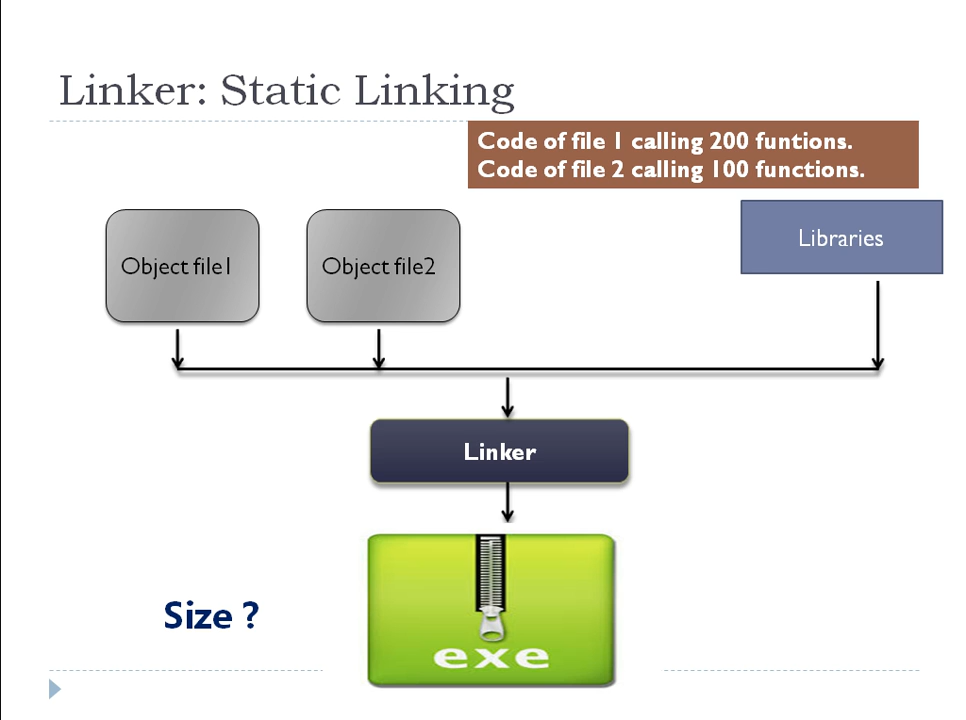 Linker: Static Linking
Code of file 1 calling 200 funtions.
Code of file 2 calling 100 functions.
Object file1
Object file2
Libraries
Linker
Size ?
exe